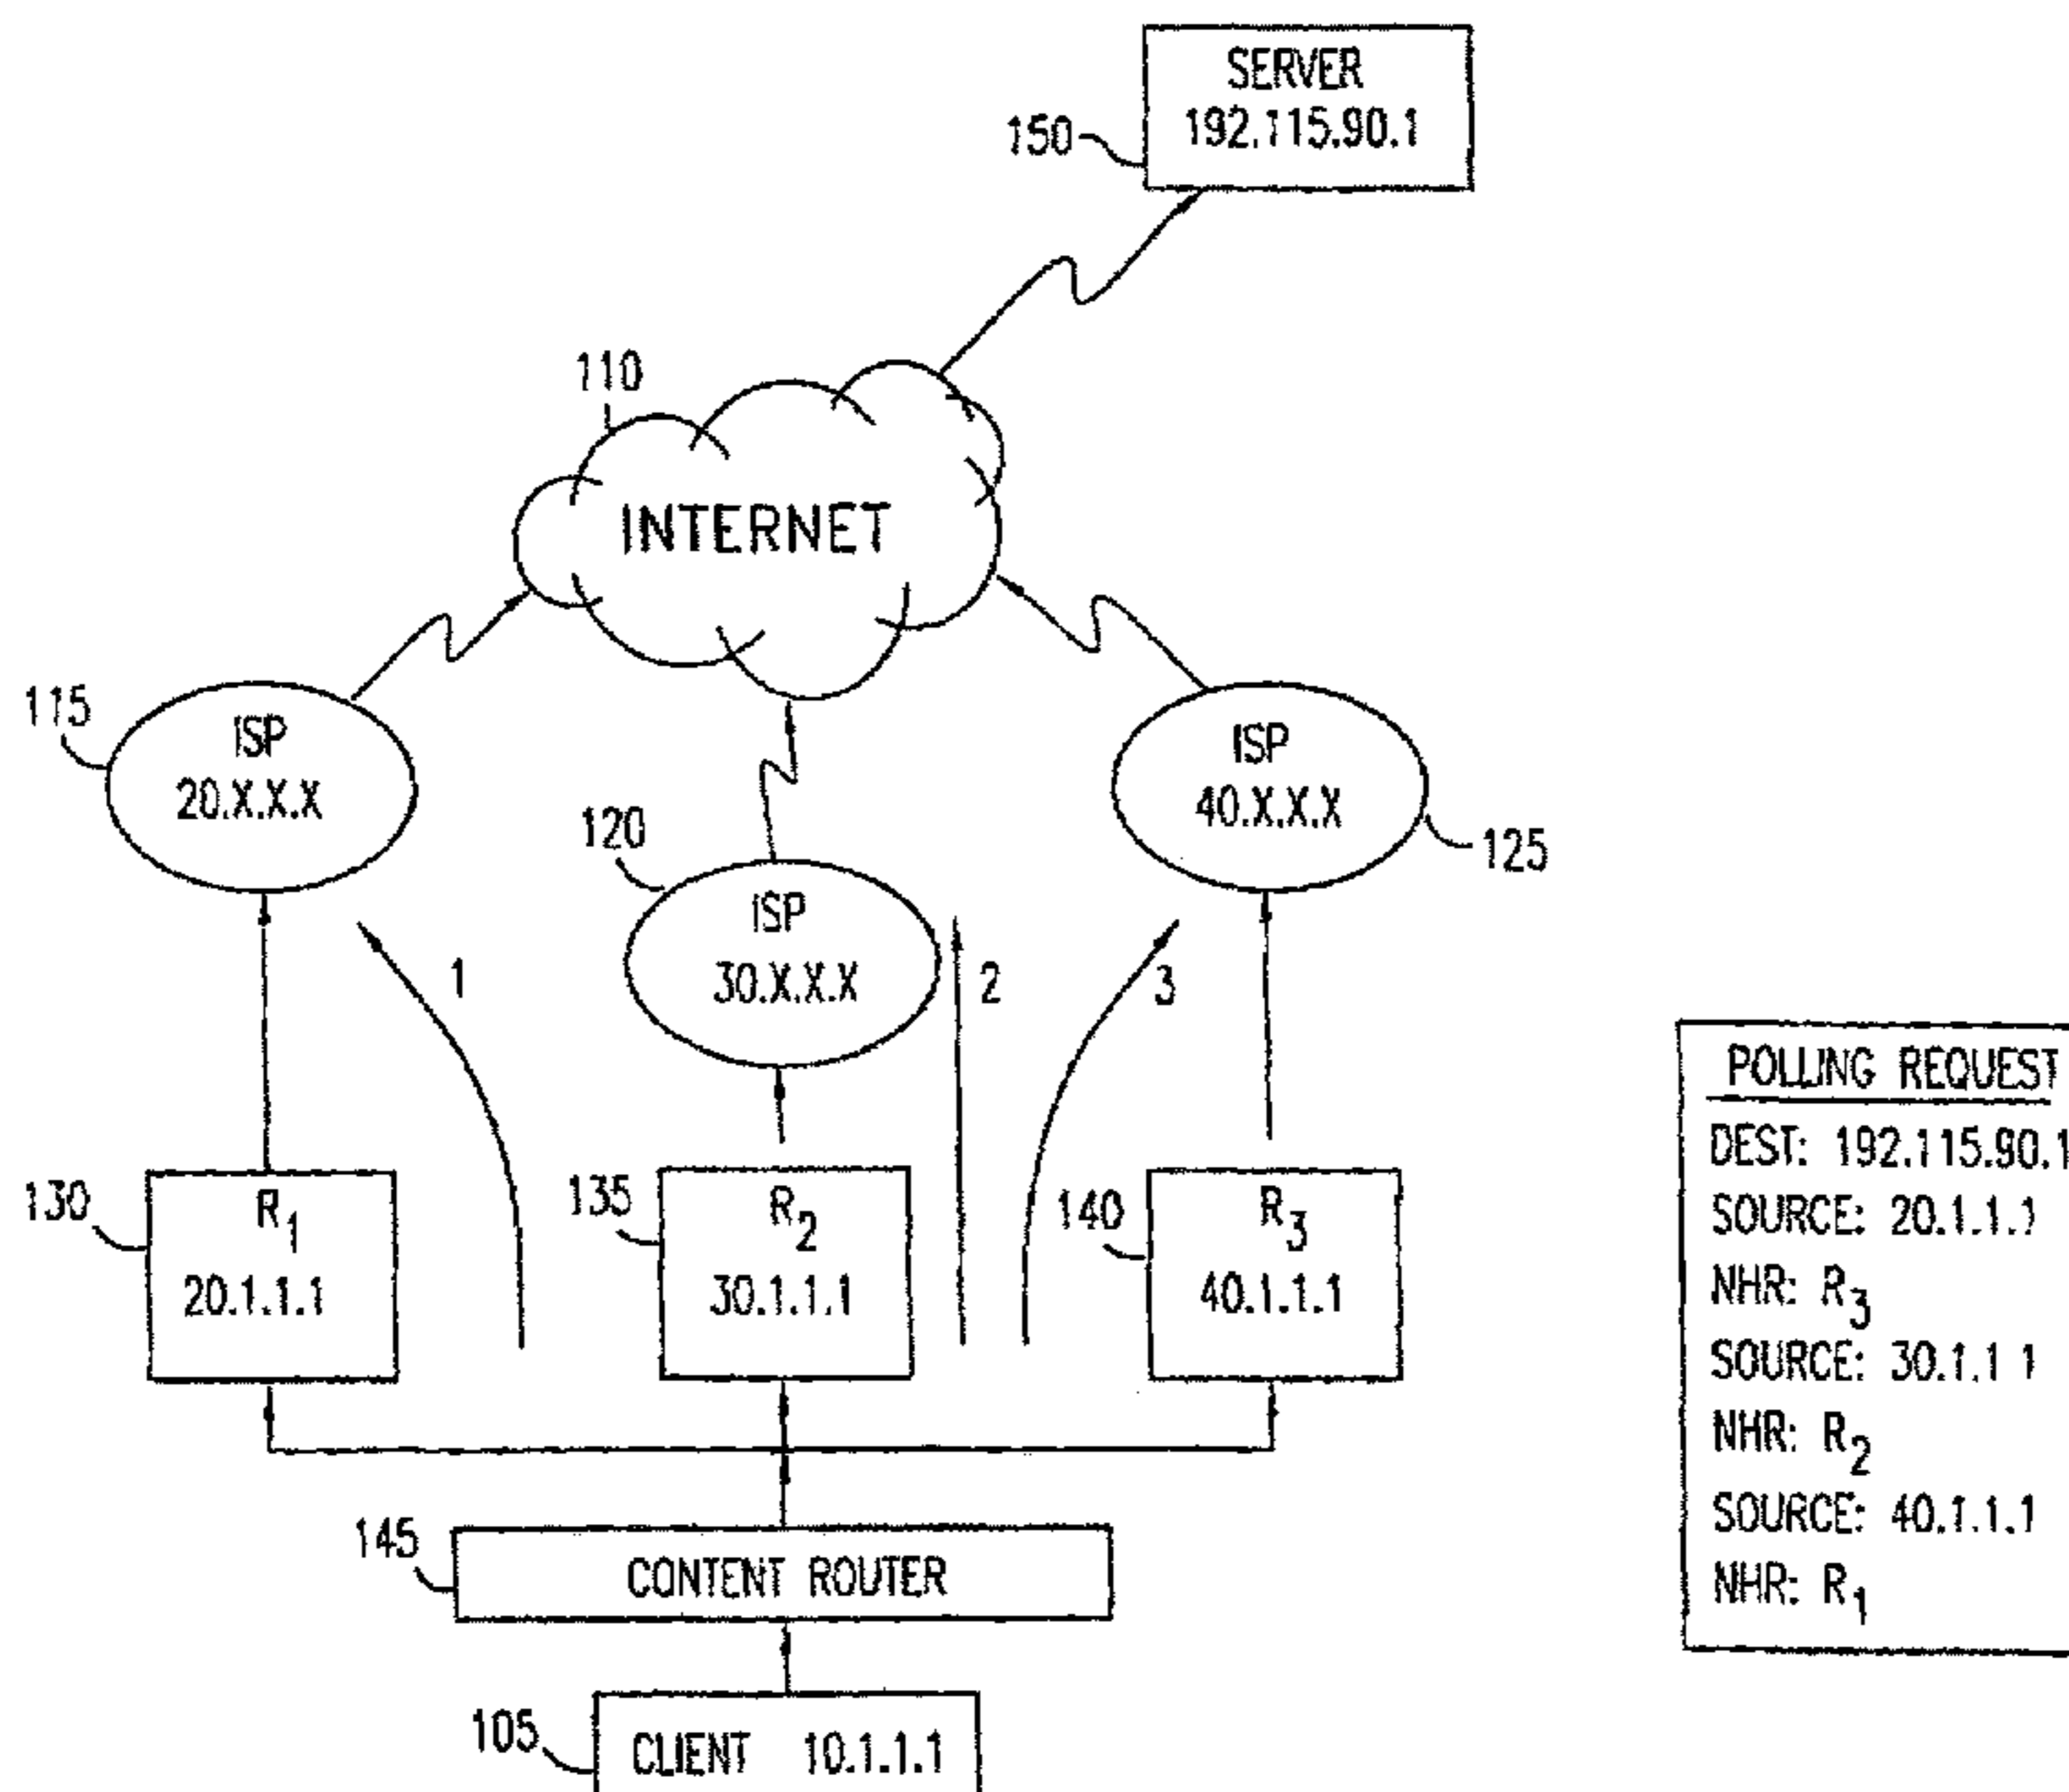 SERVER
192.115.90.1
150
110
INTERNET
115
ISP
20.X.X.X
120
ISP
30.X.X.X
ISP
40.X.X.X
125
1
2
3
130
R1
20.1.1.1
135
R2
30.1.1.1
140
R3
40.1.1.1
145
CONTENT ROUTER
105
CLIENT 10.1.1.1
POLLING REQUEST
DEST: 192.115.90.1
SOURCE: 20.1.1.1
NHR: R3
SOURCE: 30.1.1 1
NHR: R2
SOURCE: 40.1.1.1
NHR: R1